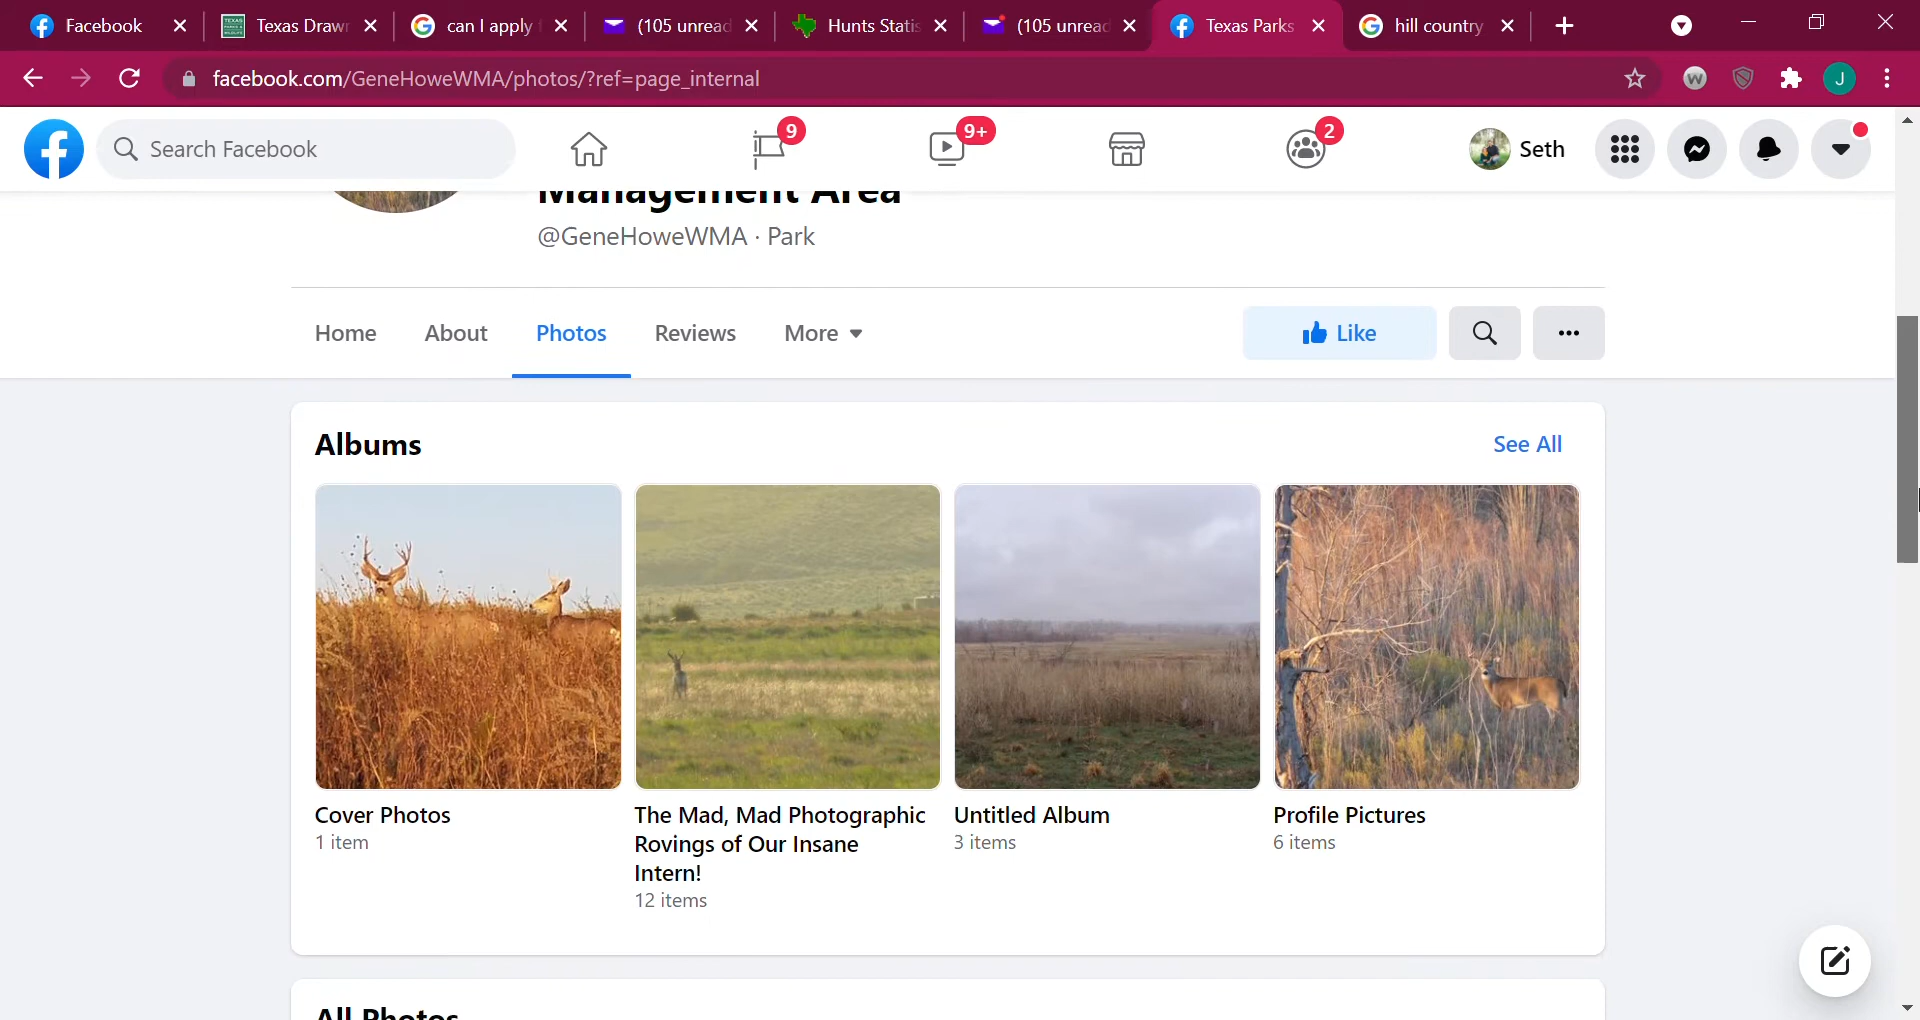 Facebook
Texas Drawn
can I apply f
(105 unread
Hunts Statis
(105 unread
Texas Parks
hill country
J
facebook.com/GeneHoweWMA/photos/?ref=page_internal
W
Search Facebook
9
9+
2
Seth
Management Area
@GeneHoweWMA · Park
Home
About
Photos
Reviews
More
Like
Albums
See All
Cover Photos
1 item
The Mad, Mad Photographic
Rovings of Our Insane
Intern!
12 items
Untitled Album
3 items
Profile Pictures
6 items
All Photos